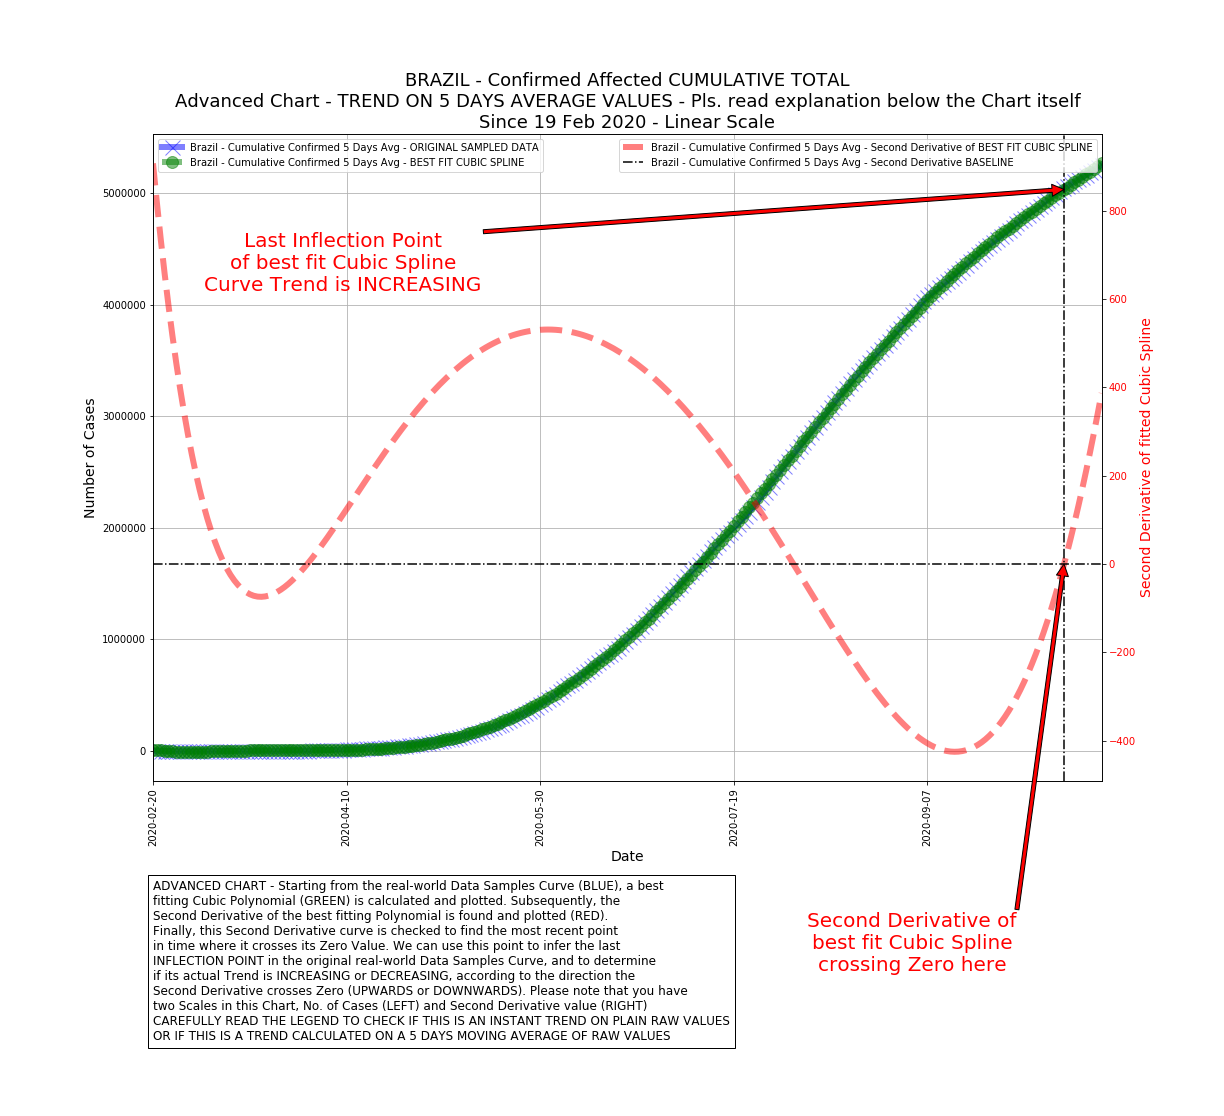 BRAZIL - Confirmed Affected CUMULATIVE TOTAL
Advanced Chart - TREND ON 5 DAYS AVERAGE VALUES - Pls. read explanation below the Chart itself
Since 19 Feb 2020 - Linear Scale
Brazil - Cumulative Confirmed 5 Days Avg - ORIGINAL SAMPLED DATA
Brazil - Cumulative Confirmed 5 Days Avg - BEST FIT CUBIC SPLINE
Brazil - Cumulative Confirmed 5 Days Avg - Second Derivative of BEST FIT CUBIC SPLINE
Brazil - Cumulative Confirmed 5 Days Avg - Second Derivative BASELINE
Last Inflection Point
of best fit Cubic Spline
Curve Trend is INCREASING
Number of Cases
5000000
4000000
3000000
2000000
1000000
0
800
600
400
200
0
−200
−400
Second Derivative of fitted Cubic Spline
2020-02-20
2020-04-10
2020-05-30
2020-07-19
2020-09-07
Date
ADVANCED CHART - Starting from the real-world Data Samples Curve (BLUE), a best
fitting Cubic Polynomial (GREEN) is calculated and plotted. Subsequently, the
Second Derivative of the best fitting Polynomial is found and plotted (RED).
Finally, this Second Derivative curve is checked to find the most recent point
in time where it crosses its Zero Value. We can use this point to infer the last
INFLECTION POINT in the original real-world Data Samples Curve, and to determine
if its actual Trend is INCREASING or DECREASING, according to the direction the
Second Derivative crosses Zero (UPWARDS or DOWNWARDS). Please note that you have
two Scales in this Chart, No. of Cases (LEFT) and Second Derivative value (RIGHT)
CAREFULLY READ THE LEGEND TO CHECK IF THIS IS AN INSTANT TREND ON PLAIN RAW VALUES
OR IF THIS IS A TREND CALCULATED ON A 5 DAYS MOVING AVERAGE OF RAW VALUES
Second Derivative of
best fit Cubic Spline
crossing Zero here